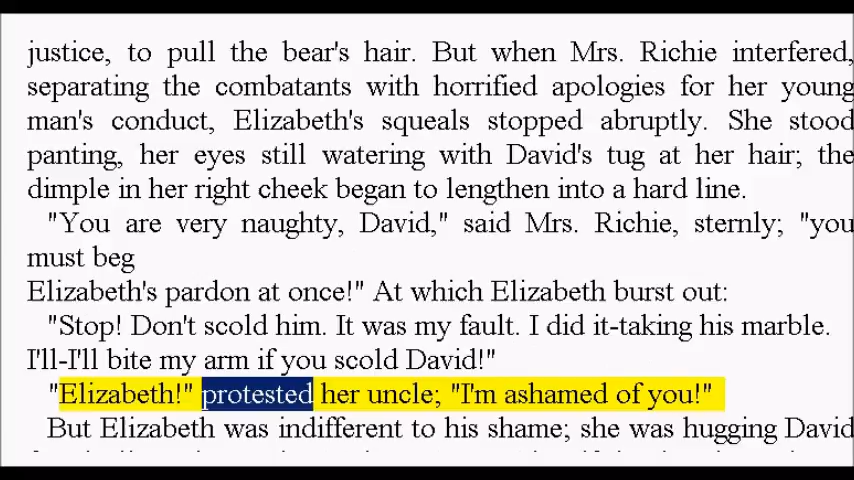 justice, to pull the bear's hair. But when Mrs. Richie interfered,
separating the combatants with horrified apologies for her young
man's conduct, Elizabeth's squeals stopped abruptly. She stood
panting, her eyes still watering with David's tug at her hair; the
dimple in her right cheek began to lengthen into a hard line.
"You are very naughty, David," said Mrs. Richie, sternly; "you
must beg
Elizabeth's pardon at once!" At which Elizabeth burst out:
"Stop! Don't scold him. It was my fault. I did it-taking his marble.
I'll-I'll bite my arm if you scold David!"
"Elizabeth!" protested her uncle; "I'm ashamed of you!"
But Elizabeth was indifferent to his shame; she was hugging David